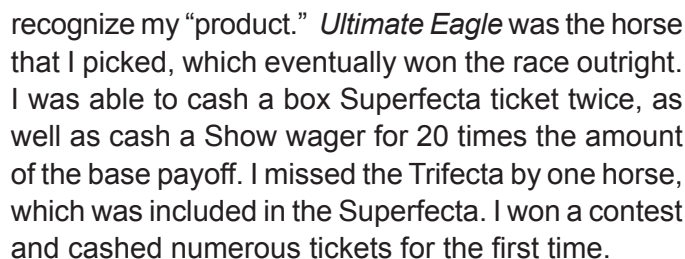 recognize my “product.” Ultimate Eagle was the horse
that I picked, which eventually won the race outright.
I was able to cash a box Superfecta ticket twice, as
well as cash a Show wager for 20 times the amount
of the base payoff. I missed the Trifecta by one horse,
which was included in the Superfecta. I won a contest
and cashed numerous tickets for the first time.